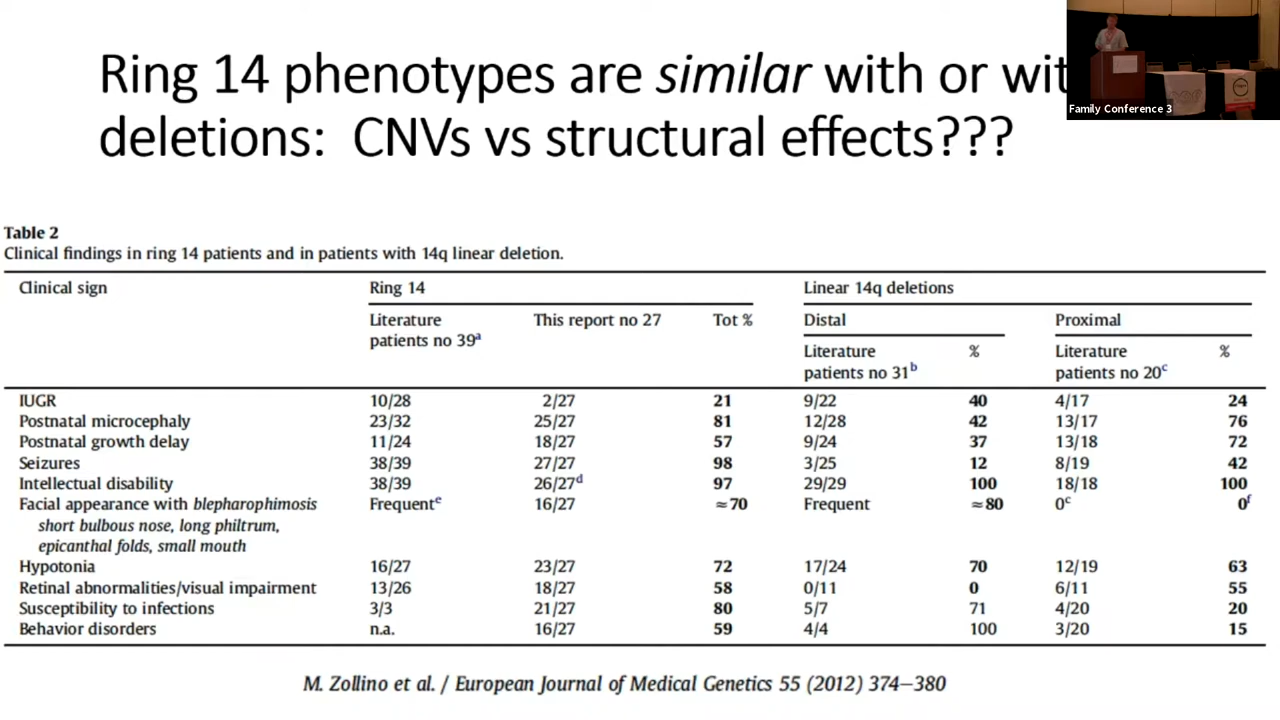 Ring 14 phenotypes are similar with or wit
deletions: CNVs vs structural effects???
Family Conference 3
Table 2
Clinical findings in ring 14 patients and in patients with 14q linear deletion.
Clinical sign Ring 14 Linear 14q deletions
Literature patients no 39a This report no 27 Tot % Distal Proximal
Literature patients no 31b % Literature patients no 20c %
IUGR 10/28 2/27 21 9/22 40 4/17 24
Postnatal microcephaly 23/32 25/27 81 12/28 42 13/17 76
Postnatal growth delay 11/24 18/27 57 9/24 37 13/18 72
Seizures 38/39 27/27 98 3/25 12 8/19 42
Intellectual disability 38/39 26/27d 97 29/29 100 18/18 100
Facial appearance with blepharophimosis Frequente 16/27 ≈70 Frequent ≈80 0c 0f
short bulbous nose, long philtrum,
epicanthal folds, small mouth
Hypotonia 16/27 23/27 72 17/24 70 12/19 63
Retinal abnormalities/visual impairment 13/26 18/27 58 0/11 0 6/11 55
Susceptibility to infections 3/3 21/27 80 5/7 71 4/20 20
Behavior disorders n.a. 16/27 59 4/4 100 3/20 15
M. Zollino et al. / European Journal of Medical Genetics 55 (2012) 374–380